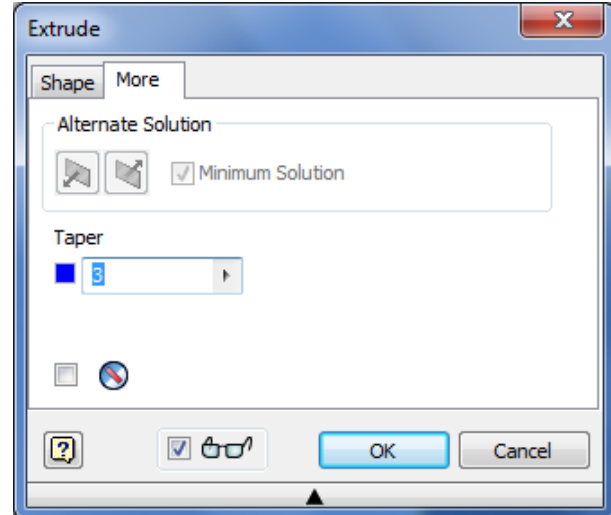 Extrude
Shape More
Alternate Solution
Minimum Solution
Taper
3
OK Cancel